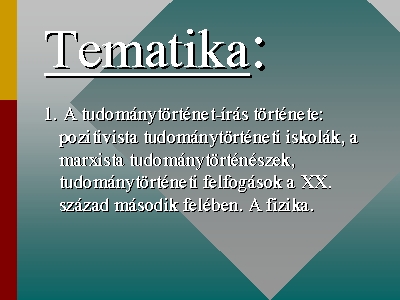 Tematika:
1. A tudománytörténet-írás története:
pozitivista tudománytörténeti iskolák, a
marxista tudománytörténészek,
tudománytörténeti felfogások a XX.
század második felében. A fizika.